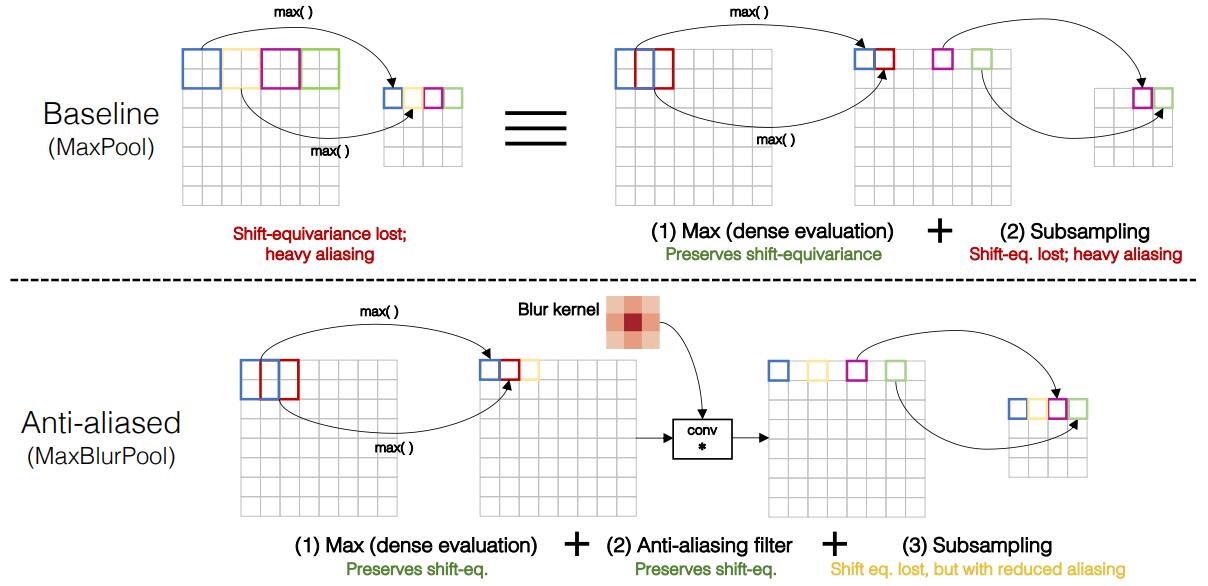 max( )
max( )
Baseline
(MaxPool)
max( )
max( )
Shift-equivariance lost;
heavy aliasing
(1) Max (dense evaluation)
Preserves shift-equivariance
+
(2) Subsampling
Shift-eq. lost; heavy aliasing
Blur kernel
max( )
Anti-aliased
(MaxBlurPool)
max( )
conv
*
(1) Max (dense evaluation)
Preserves shift-eq.
+
(2) Anti-aliasing filter
Preserves shift-eq.
+
(3) Subsampling
Shift eq. lost, but with reduced aliasing